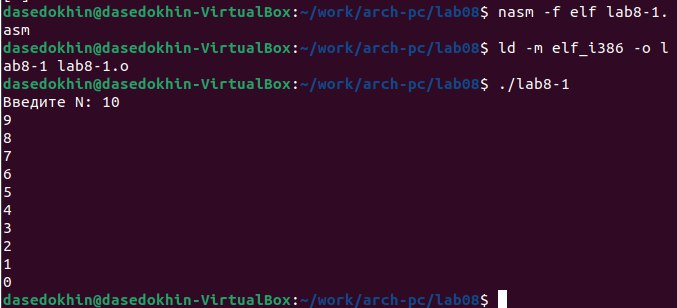 dasedokhin@dasedokhin-VirtualBox:~/work/arch-pc/lab08$ nasm -f elf lab8-1.
asm
dasedokhin@dasedokhin-VirtualBox:~/work/arch-pc/lab08$ ld -m elf_i386 -o l
ab8-1 lab8-1.o
dasedokhin@dasedokhin-VirtualBox:~/work/arch-pc/lab08$ ./lab8-1
Введите N: 10
9
8
7
6
5
4
3
2
1
0
dasedokhin@dasedokhin-VirtualBox:~/work/arch-pc/lab08$